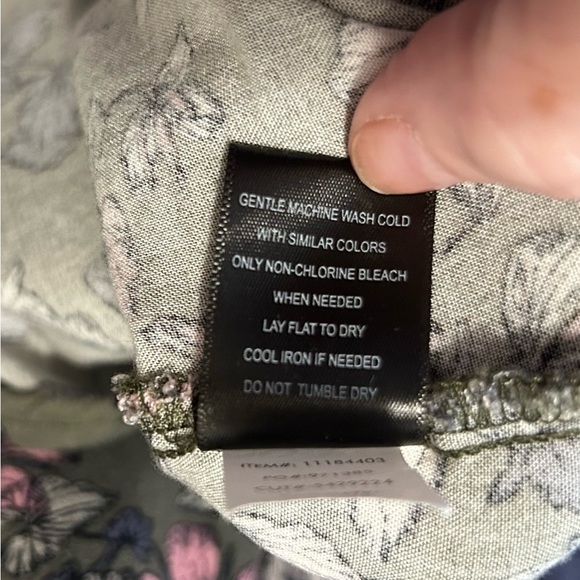 GENTLE MACHINE WASH COLD
WITH SIMILAR COLORS
ONLY NON-CHLORINE BLEACH
WHEN NEEDED
LAY FLAT TO DRY
COOL IRON IF NEEDED
DO NOT TUMBLE DRY
ITEM#: 11184403